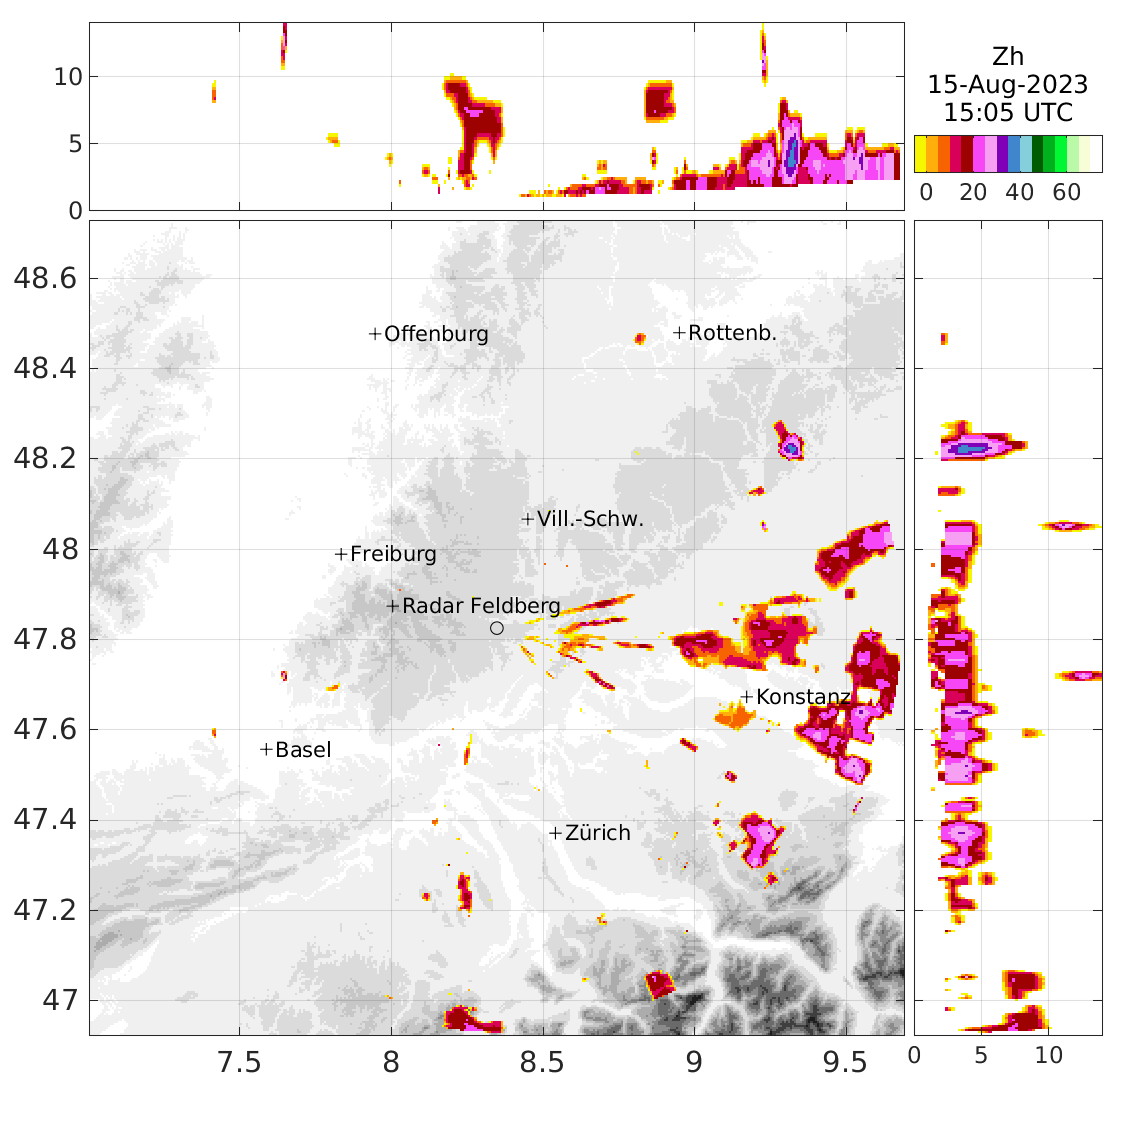 Zh
15-Aug-2023
15:05 UTC
0 20 40 60
10
5
0
48.6
48.4
48.2
48
47.8
47.6
47.4
47.2
47
+Offenburg
+Rottenb.
+Vill.-Schw.
+Freiburg
+Radar Feldberg
+Konstanz
+Basel
+Zürich
7.5 8 8.5 9 9.5
0 5 10